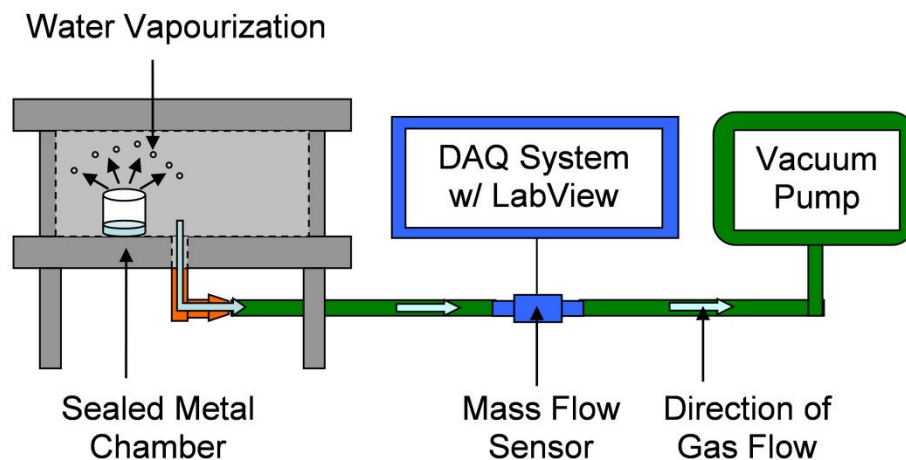 Water Vapourization
DAQ System
w/ LabView
Vacuum
Pump
Sealed Metal
Chamber
Mass Flow
Sensor
Direction of
Gas Flow